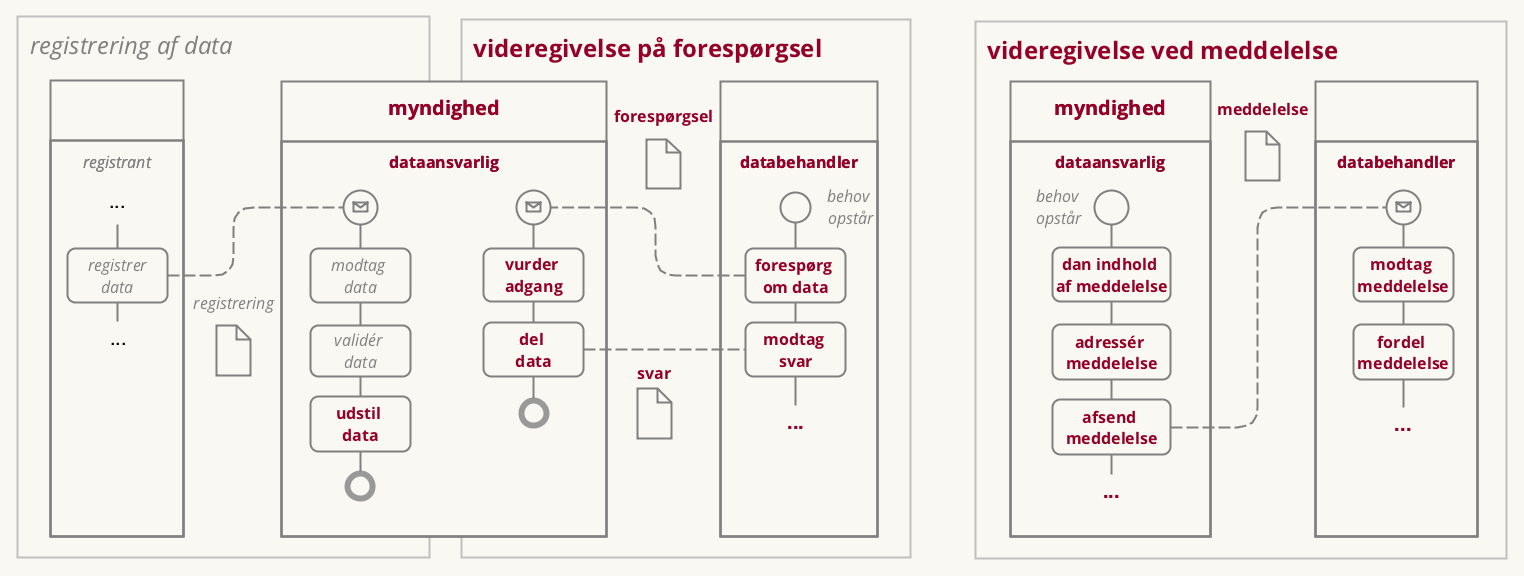 registrering af data
registrant
...
registrer
data
...
registrering
videregivelse på forespørgsel
myndighed
dataansvarlig
modtag
data
validér
data
udstil
data
vurder
adgang
del
data
forespørgsel
svar
databehandler
behov
opstår
forespørg
om data
modtag
svar
...
videregivelse ved meddelelse
myndighed
dataansvarlig
behov
opstår
dan indhold
af meddelelse
adressér
meddelelse
afsend
meddelelse
...
meddelelse
databehandler
modtag
meddelelse
fordel
meddelelse
...